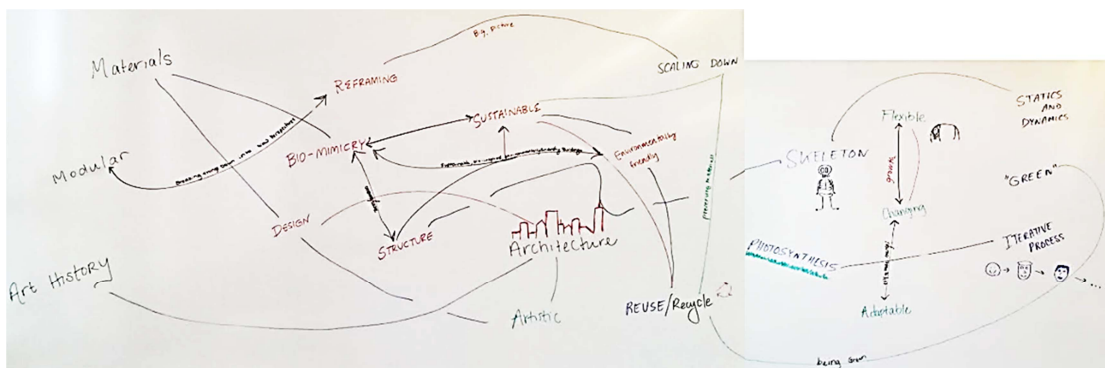 Big picture
Materials
SCALING DOWN
REFRAMING
STATICS
AND
DYNAMICS
SUSTAINABLE
Flexible
BIO-MIMICRY
Environmentally
friendly
SKELETON
Modular
"GREEN"
Changing
DESIGN
STRUCTURE
Architecture
PHOTOSYNTHESIS
ITERATIVE
PROCESS
Art History
REUSE/Recycle
Artistic
Adaptable
being Green